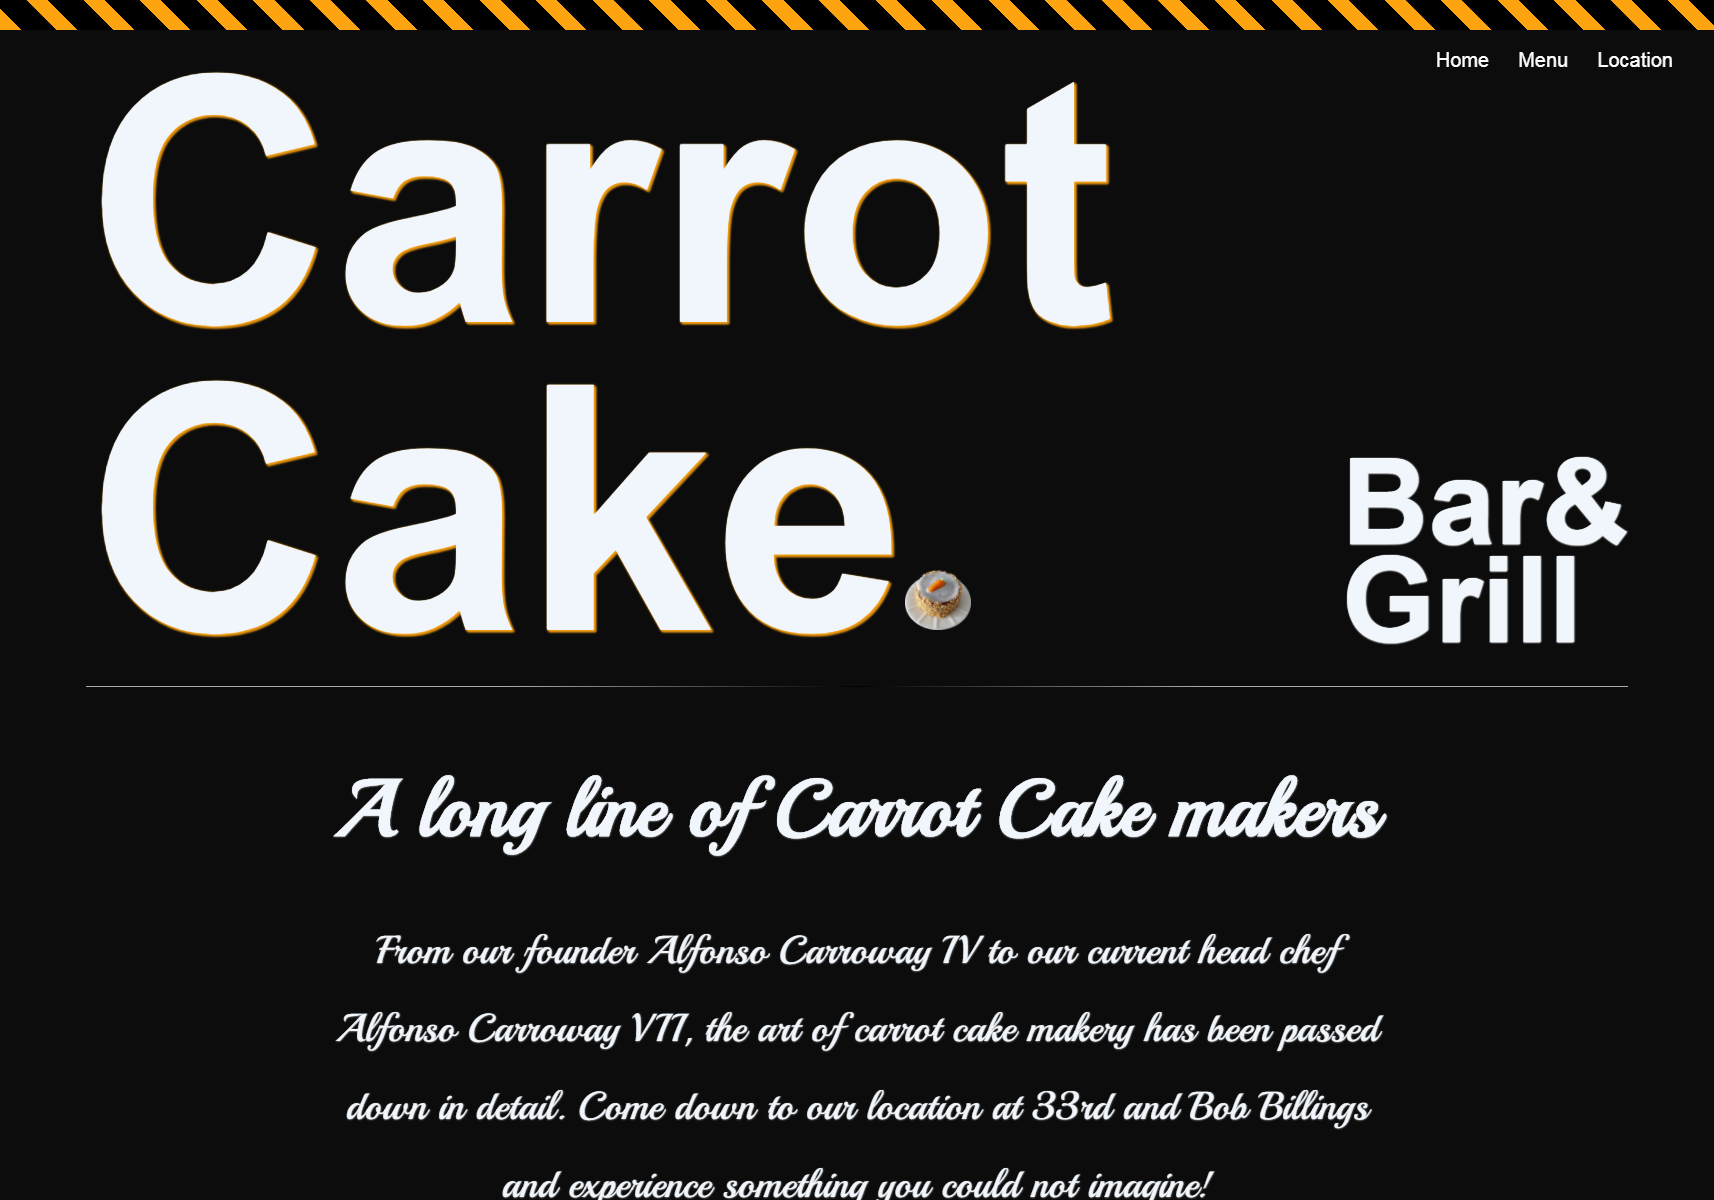 Home Menu Location
Carrot
Cake
Bar&
Grill
A long line of Carrot Cake makers
From our founder Alfonso Carroway IV to our current head chef
Alfonso Carroway VII, the art of carrot cake makery has been passed
down in detail. Come down to our location at 33rd and Bob Billings
and experience something you could not imagine!